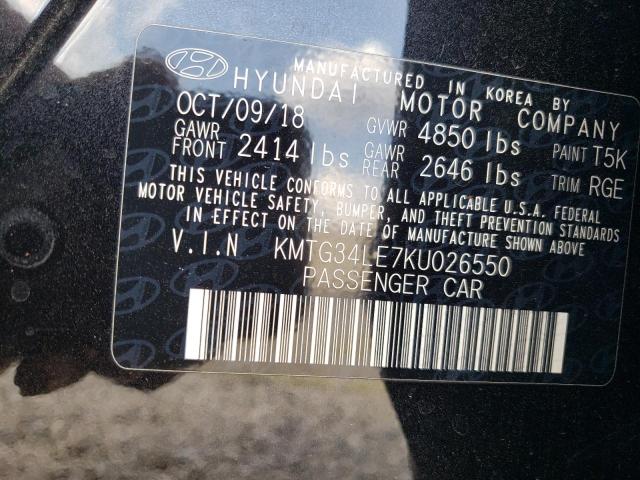 MANUFACTURED IN KOREA BY
HYUNDAI MOTOR COMPANY
OCT/09/18 GVWR 4850 lbs PAINT T5K
GAWR FRONT 2414 lbs GAWR REAR 2646 lbs TRIM RGE
THIS VEHICLE CONFORMS TO ALL APPLICABLE U.S.A. FEDERAL
MOTOR VEHICLE SAFETY, BUMPER, AND THEFT PREVENTION STANDARDS
IN EFFECT ON THE DATE OF MANUFACTURE SHOWN ABOVE.
V.I.N KMTG34LE7KU026550
PASSENGER CAR